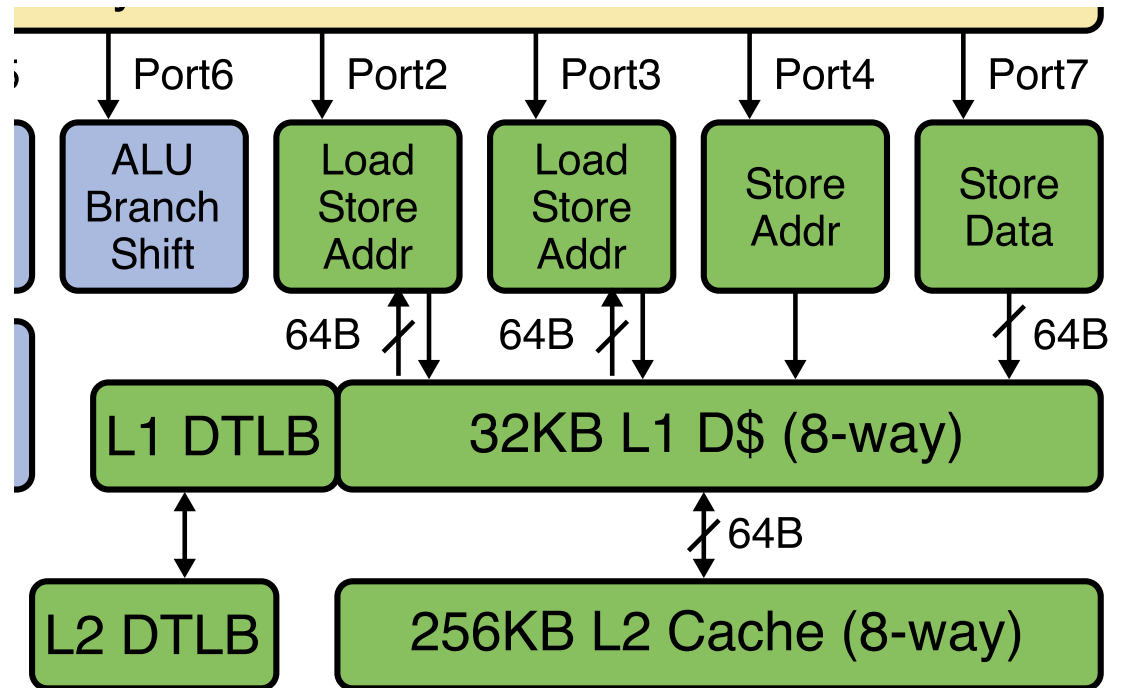 Port6
Port2
Port3
Port4
Port7
ALU
Branch
Shift
Load
Store
Addr
Load
Store
Addr
Store
Addr
Store
Data
64B
64B
64B
L1 DTLB
32KB L1 D$ (8-way)
64B
L2 DTLB
256KB L2 Cache (8-way)